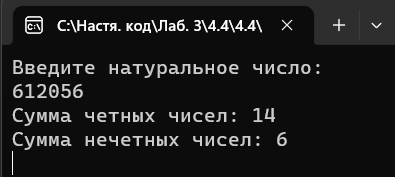 C:\Настя. код\Лаб. 3\4.4\4.4\
Введите натуральное число:
612056
Сумма четных чисел: 14
Сумма нечетных чисел: 6